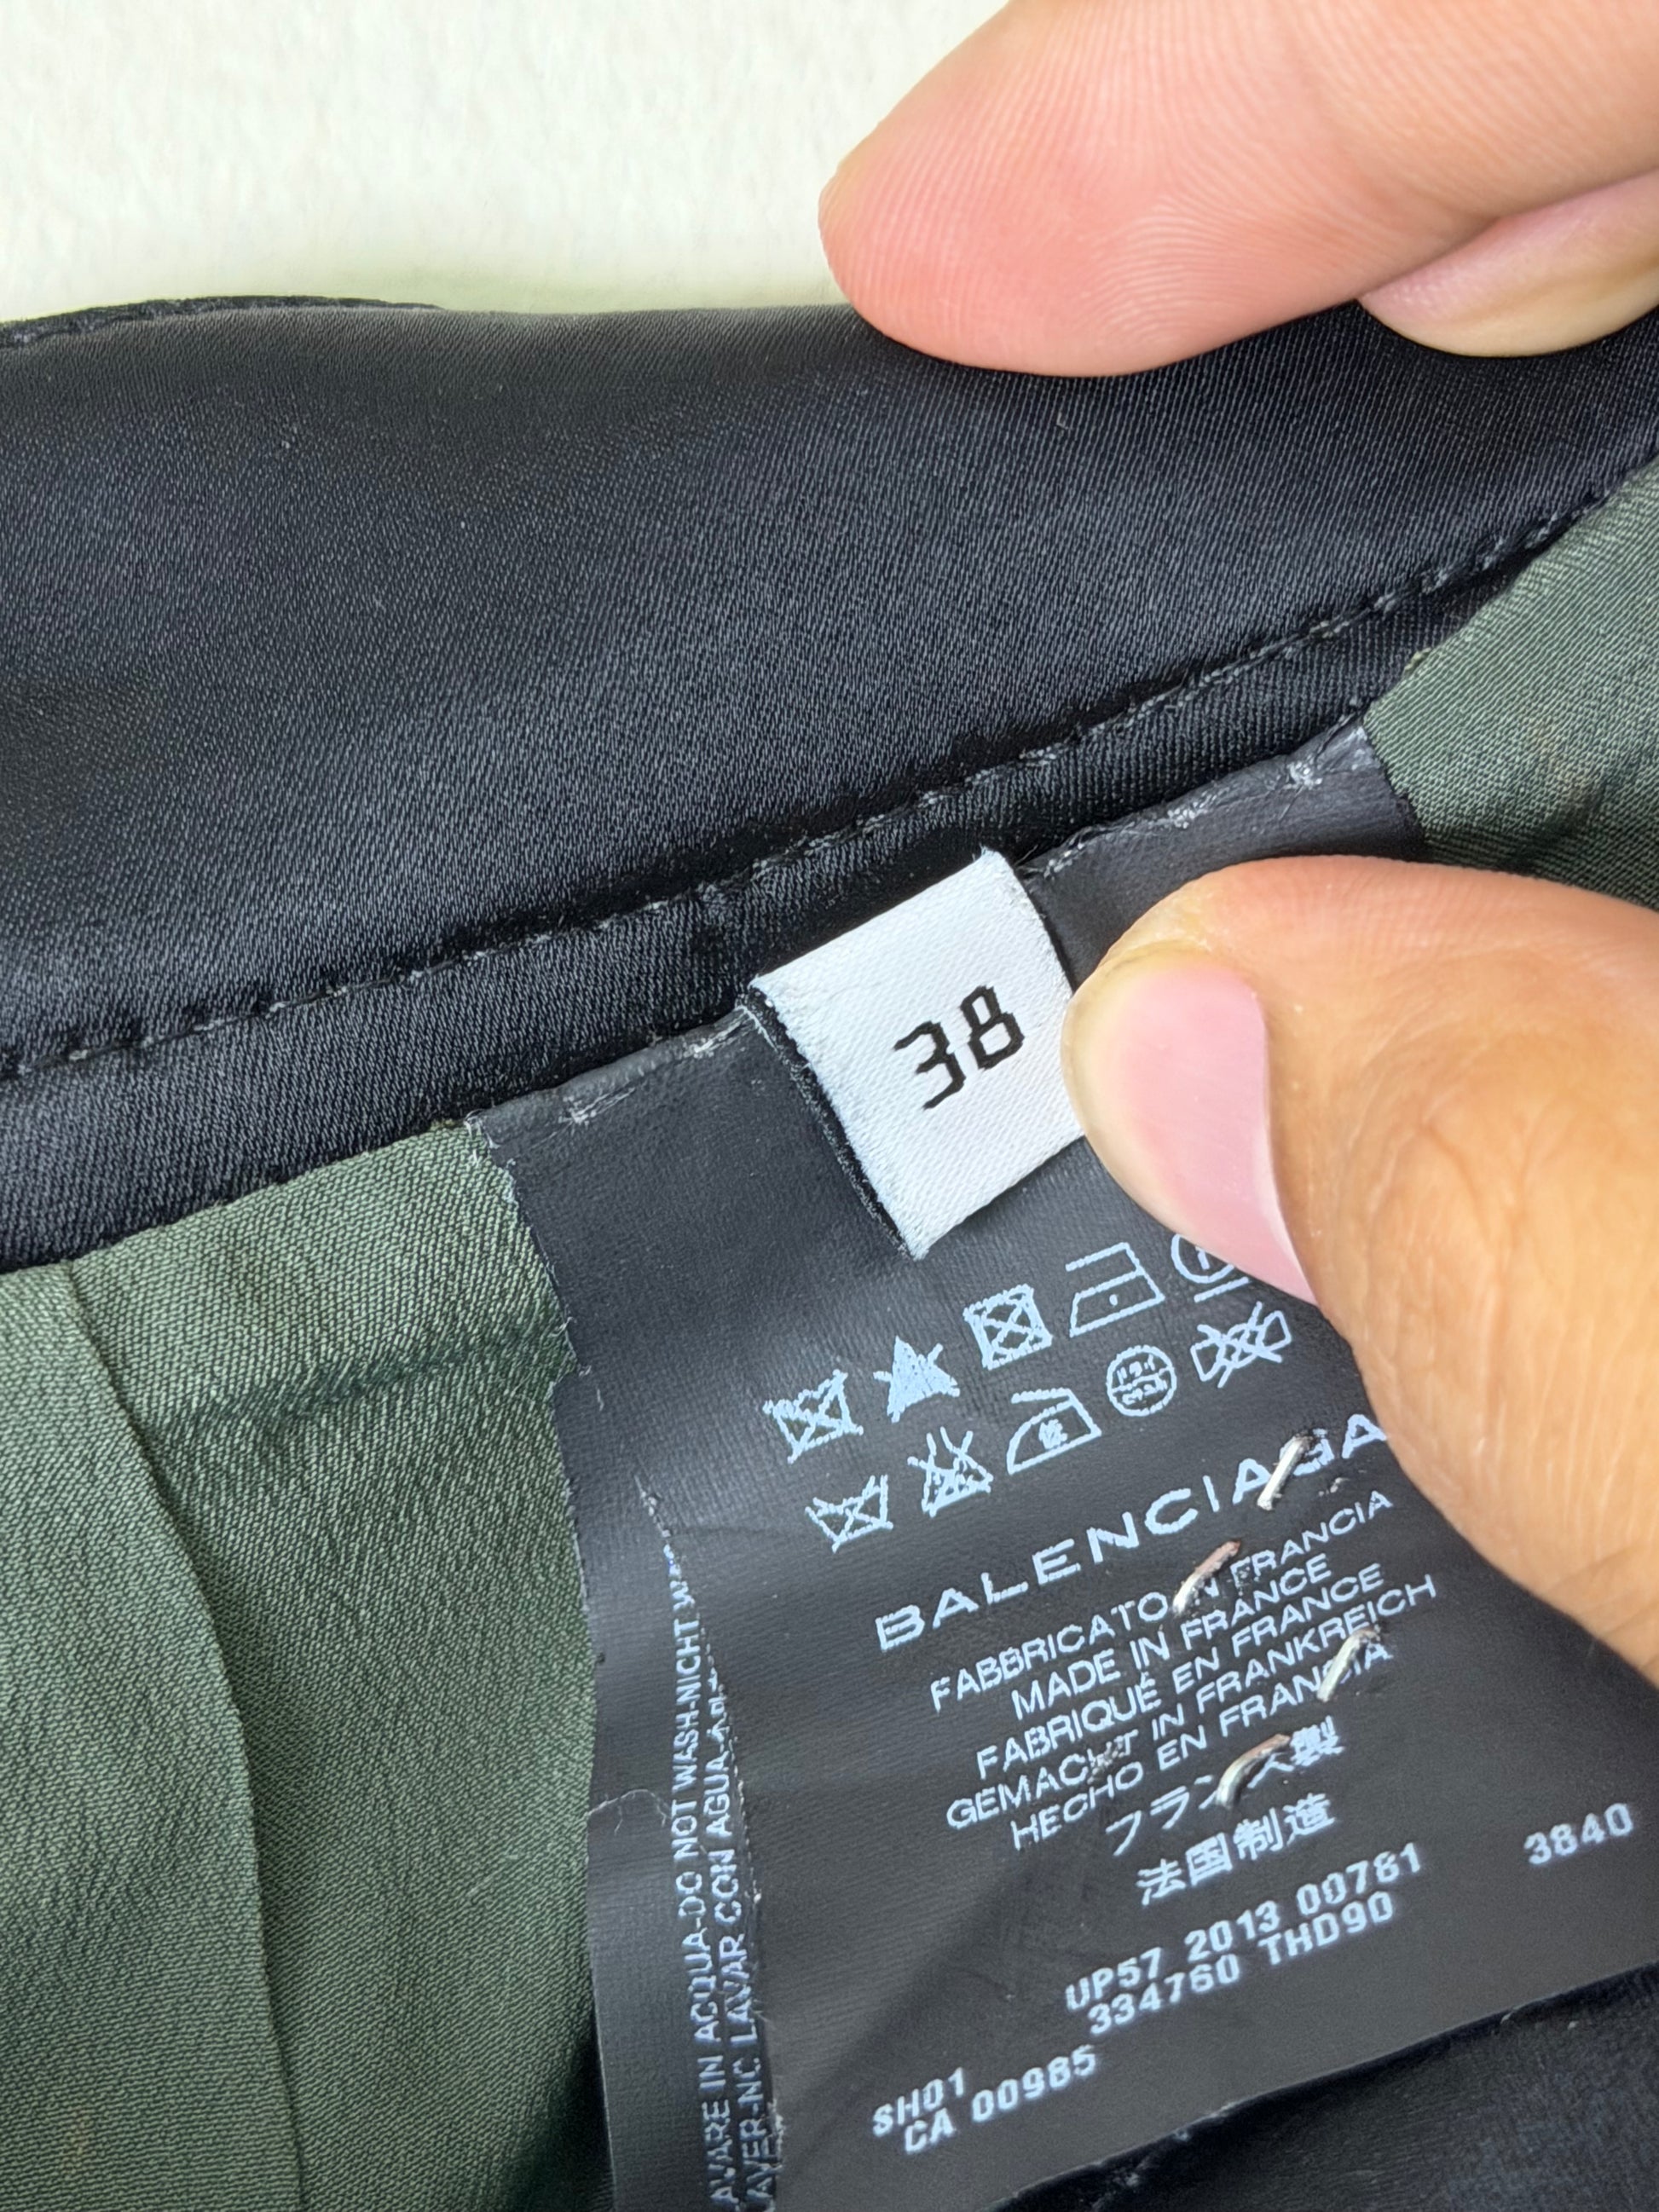 38
BALENCIAGA
FABBRICATO IN FRANCIA
MADE IN FRANCE
FABRIQUÉ EN FRANCE
GEMACHT IN FRANKREICH
HECHO EN FRANCIA
フランス製
法国制造
UP57 2013 00781 3840
334760 THD90
SH01
CA 00985
AVARE IN ACQUA-DO NOT WASH-NICHT
LAVER-NO LAVAR CON AGUA